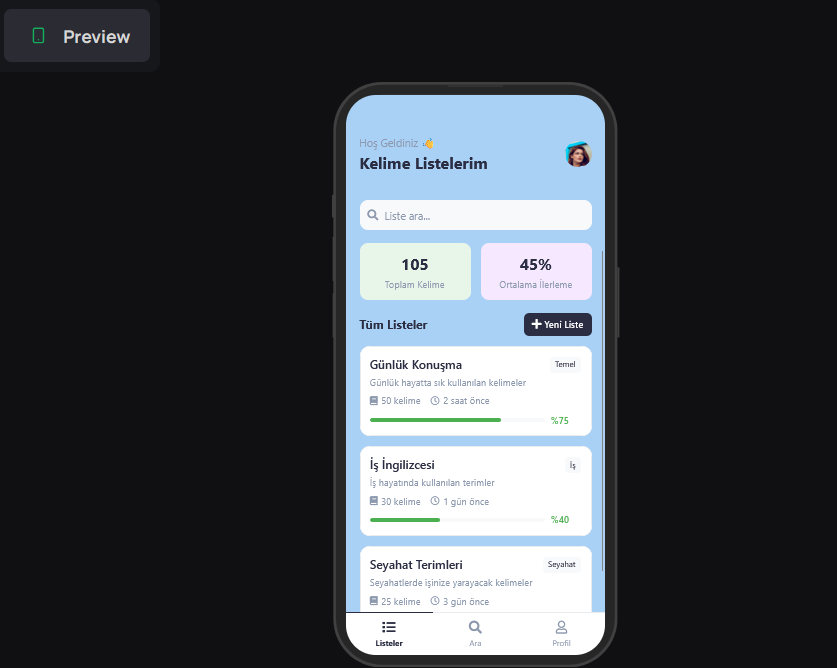 Preview
Hoş Geldiniz
Kelime Listelerim
Liste ara...
105
Toplam Kelime
45%
Ortalama İlerleme
Tüm Listeler
Yeni Liste
Günlük Konuşma
Temel
Günlük hayatta sık kullanılan kelimeler
50 kelime 2 saat önce
%75
İş İngilizcesi
İş
İş hayatında kullanılan terimler
30 kelime 1 gün önce
%40
Seyahat Terimleri
Seyahat
Seyahatlerde işinize yarayacak kelimeler
25 kelime 3 gün önce
Listeler
Ara
Profil